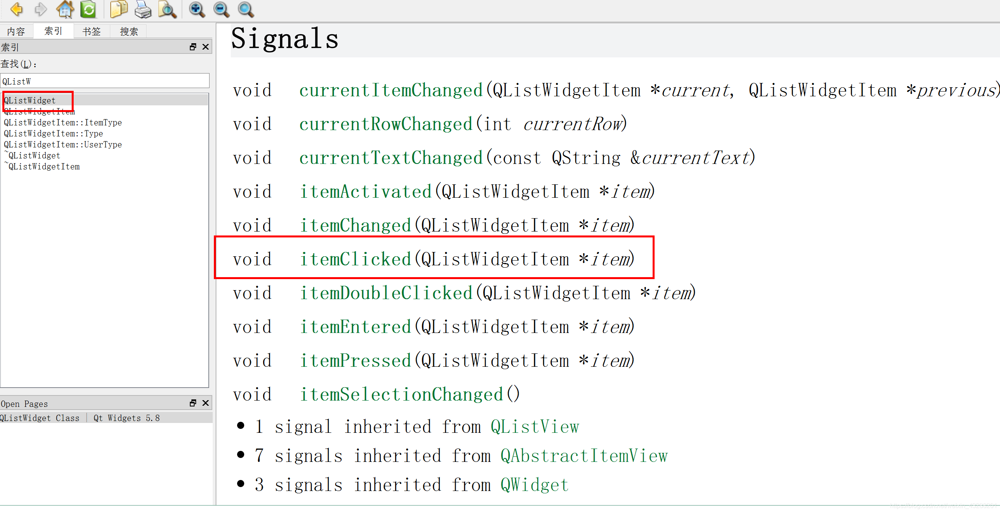 内容 索引 书签 搜索
索引
查找(L):
QListW
QListWidget
QListWidgetItem
QListWidgetItem::ItemType
QListWidgetItem::Type
QListWidgetItem::UserType
~QListWidget
~QListWidgetItem
Open Pages
QListWidget Class | Qt Widgets 5.8
Signals
void currentItemChanged(QListWidgetItem *current, QListWidgetItem *previous)
void currentRowChanged(int currentRow)
void currentTextChanged(const QString &currentText)
void itemActivated(QListWidgetItem *item)
void itemChanged(QListWidgetItem *item)
void itemClicked(QListWidgetItem *item)
void itemDoubleClicked(QListWidgetItem *item)
void itemEntered(QListWidgetItem *item)
void itemPressed(QListWidgetItem *item)
void itemSelectionChanged()
• 1 signal inherited from QListView
• 7 signals inherited from QAbstractItemView
• 3 signals inherited from QWidget
https://blog.csdn.net/weixin_43288201